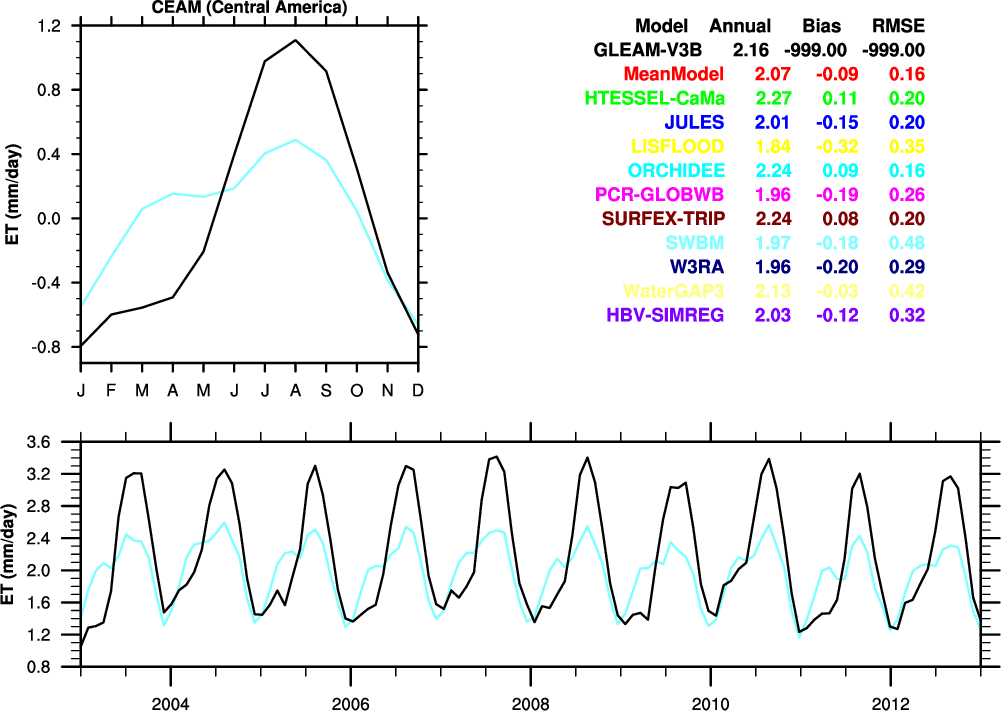 CEAM (Central America)
1.2
0.8
0.4
0.0
-0.4
-0.8
ET (mm/day)
J F M A M J J A S O N D
Model Annual Bias RMSE
GLEAM-V3B 2.16 -999.00 -999.00
MeanModel 2.07 -0.09 0.16
HTESSEL-CaMa 2.27 0.11 0.20
JULES 2.01 -0.15 0.20
LISFLOOD 1.84 -0.32 0.35
ORCHIDEE 2.24 0.09 0.16
PCR-GLOBWB 1.96 -0.19 0.26
SURFEX-TRIP 2.24 0.08 0.20
SWBM 1.97 -0.18 0.48
W3RA 1.96 -0.20 0.29
WaterGAP3 2.13 -0.03 0.42
HBV-SIMREG 2.03 -0.12 0.32
3.6
3.2
2.8
2.4
2.0
1.6
1.2
0.8
ET (mm/day)
2004 2006 2008 2010 2012